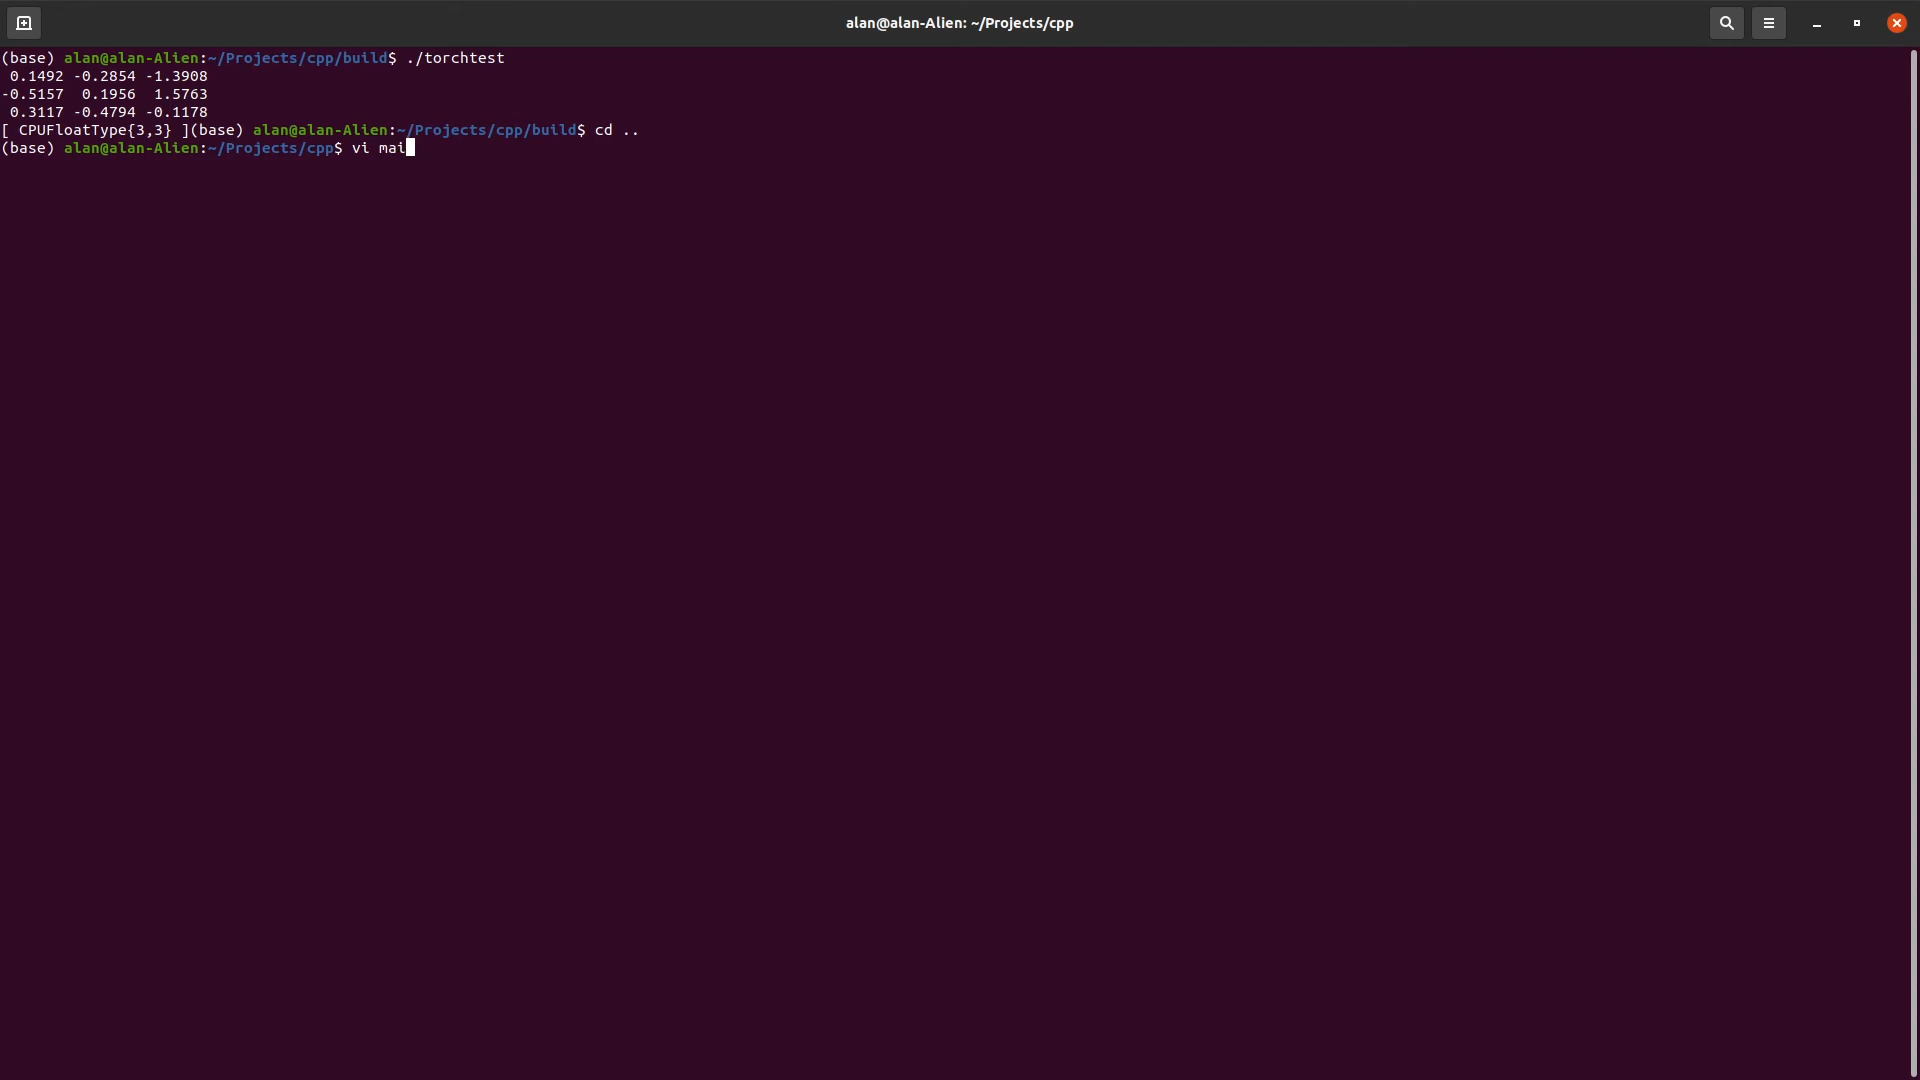 alan@alan-Alien: ~/Projects/cpp
(base) alan@alan-Alien:~/Projects/cpp/build$ ./torchtest
 0.1492 -0.2854 -1.3908
-0.5157  0.1956  1.5763
 0.3117 -0.4794 -0.1178
[ CPUFloatType{3,3} ](base) alan@alan-Alien:~/Projects/cpp/build$ cd ..
(base) alan@alan-Alien:~/Projects/cpp$ vi mai